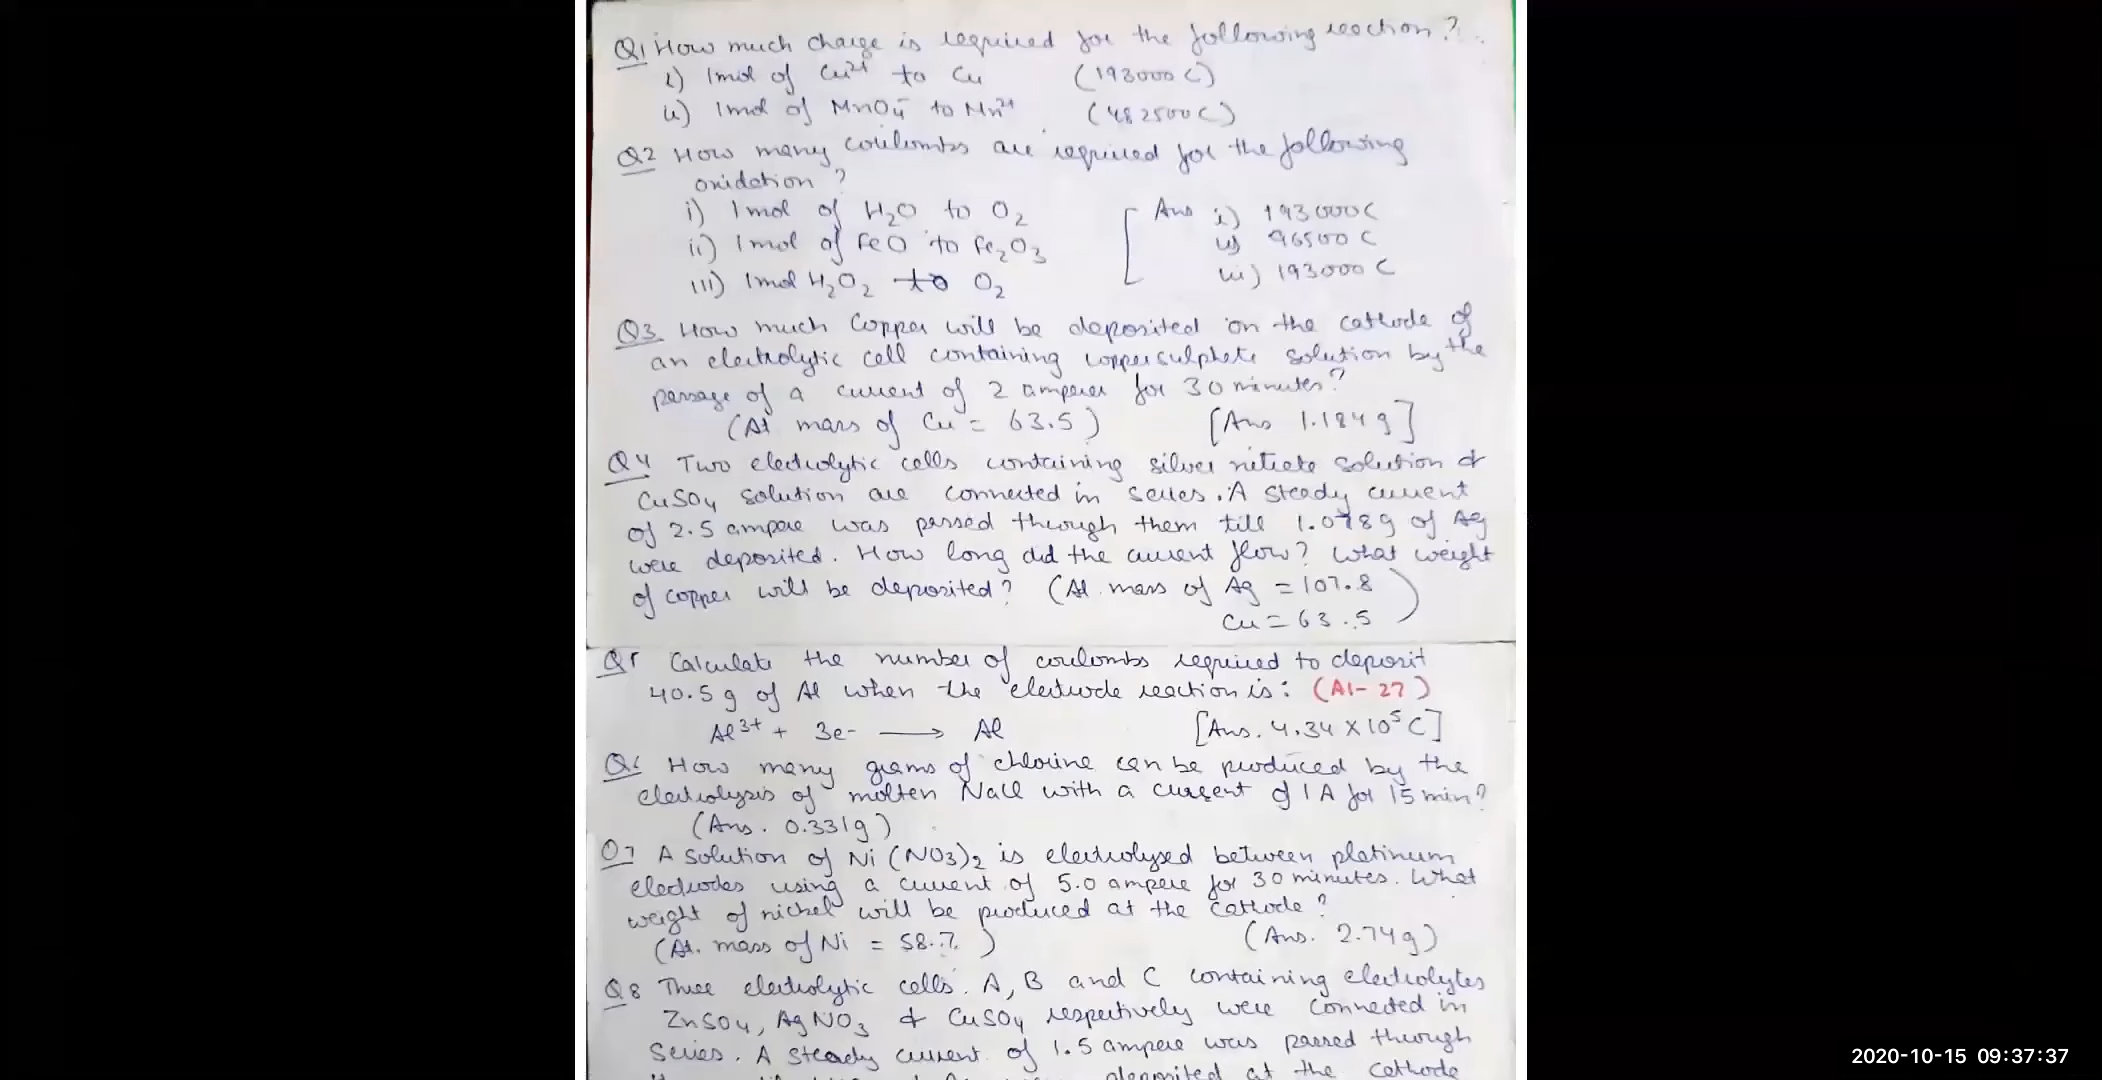 Q1 How much charge is required for the following reaction?
i) 1mol of Cu²⁺ to Cu (193000 C)
ii) 1mol of MnO₄⁻ to Mn²⁺ (482500C)
Q2 How many coulombs are required for the following
oxidation?
i) 1mol of H₂O to O₂ [Ans i) 193000C
ii) 1mol of FeO to Fe₂O₃ ii) 96500 C
iii) 1mol H₂O₂ to O₂ iii) 193000 C
Q3 How much Copper will be deposited on the cathode of
an electrolytic cell containing copper sulphate solution by the
passage of a current of 2 amperes for 30 minutes?
(At mass of Cu = 63.5) [Ans 1.184g]
Q4 Two electrolytic cells containing silver nitrate solution &
CuSO₄ solution are connected in series. A steady current
of 2.5 ampere was passed through them till 1.078g of Ag
were deposited. How long did the current flow? What weight
of copper will be deposited? (At. mass of Ag = 107.8
Cu = 63.5)
Q5 Calculate the number of coulombs required to deposit
40.5g of Al when the electrode reaction is: (Al-27)
Al³⁺ + 3e- ⟶ Al [Ans. 4.34 X 10⁵ C]
Q6 How many grams of chlorine can be produced by the
electrolysis of molten NaCl with a current of 1A for 15 min?
(Ans. 0.331g)
Q7 A solution of Ni(NO3)₂ is electrolysed between platinum
electrodes using a current of 5.0 ampere for 30 minutes. What
weight of nickel will be produced at the cathode?
(At. mass of Ni = 58.7) (Ans. 2.74g)
Q8 Three electrolytic cells. A, B and C containing electrolytes
ZnSO₄, AgNO₃ & CuSO₄ respectively were connected in
series. A steady current of 1.5 ampere was passed through
deposited at the cathode
2020-10-15 09:37:37